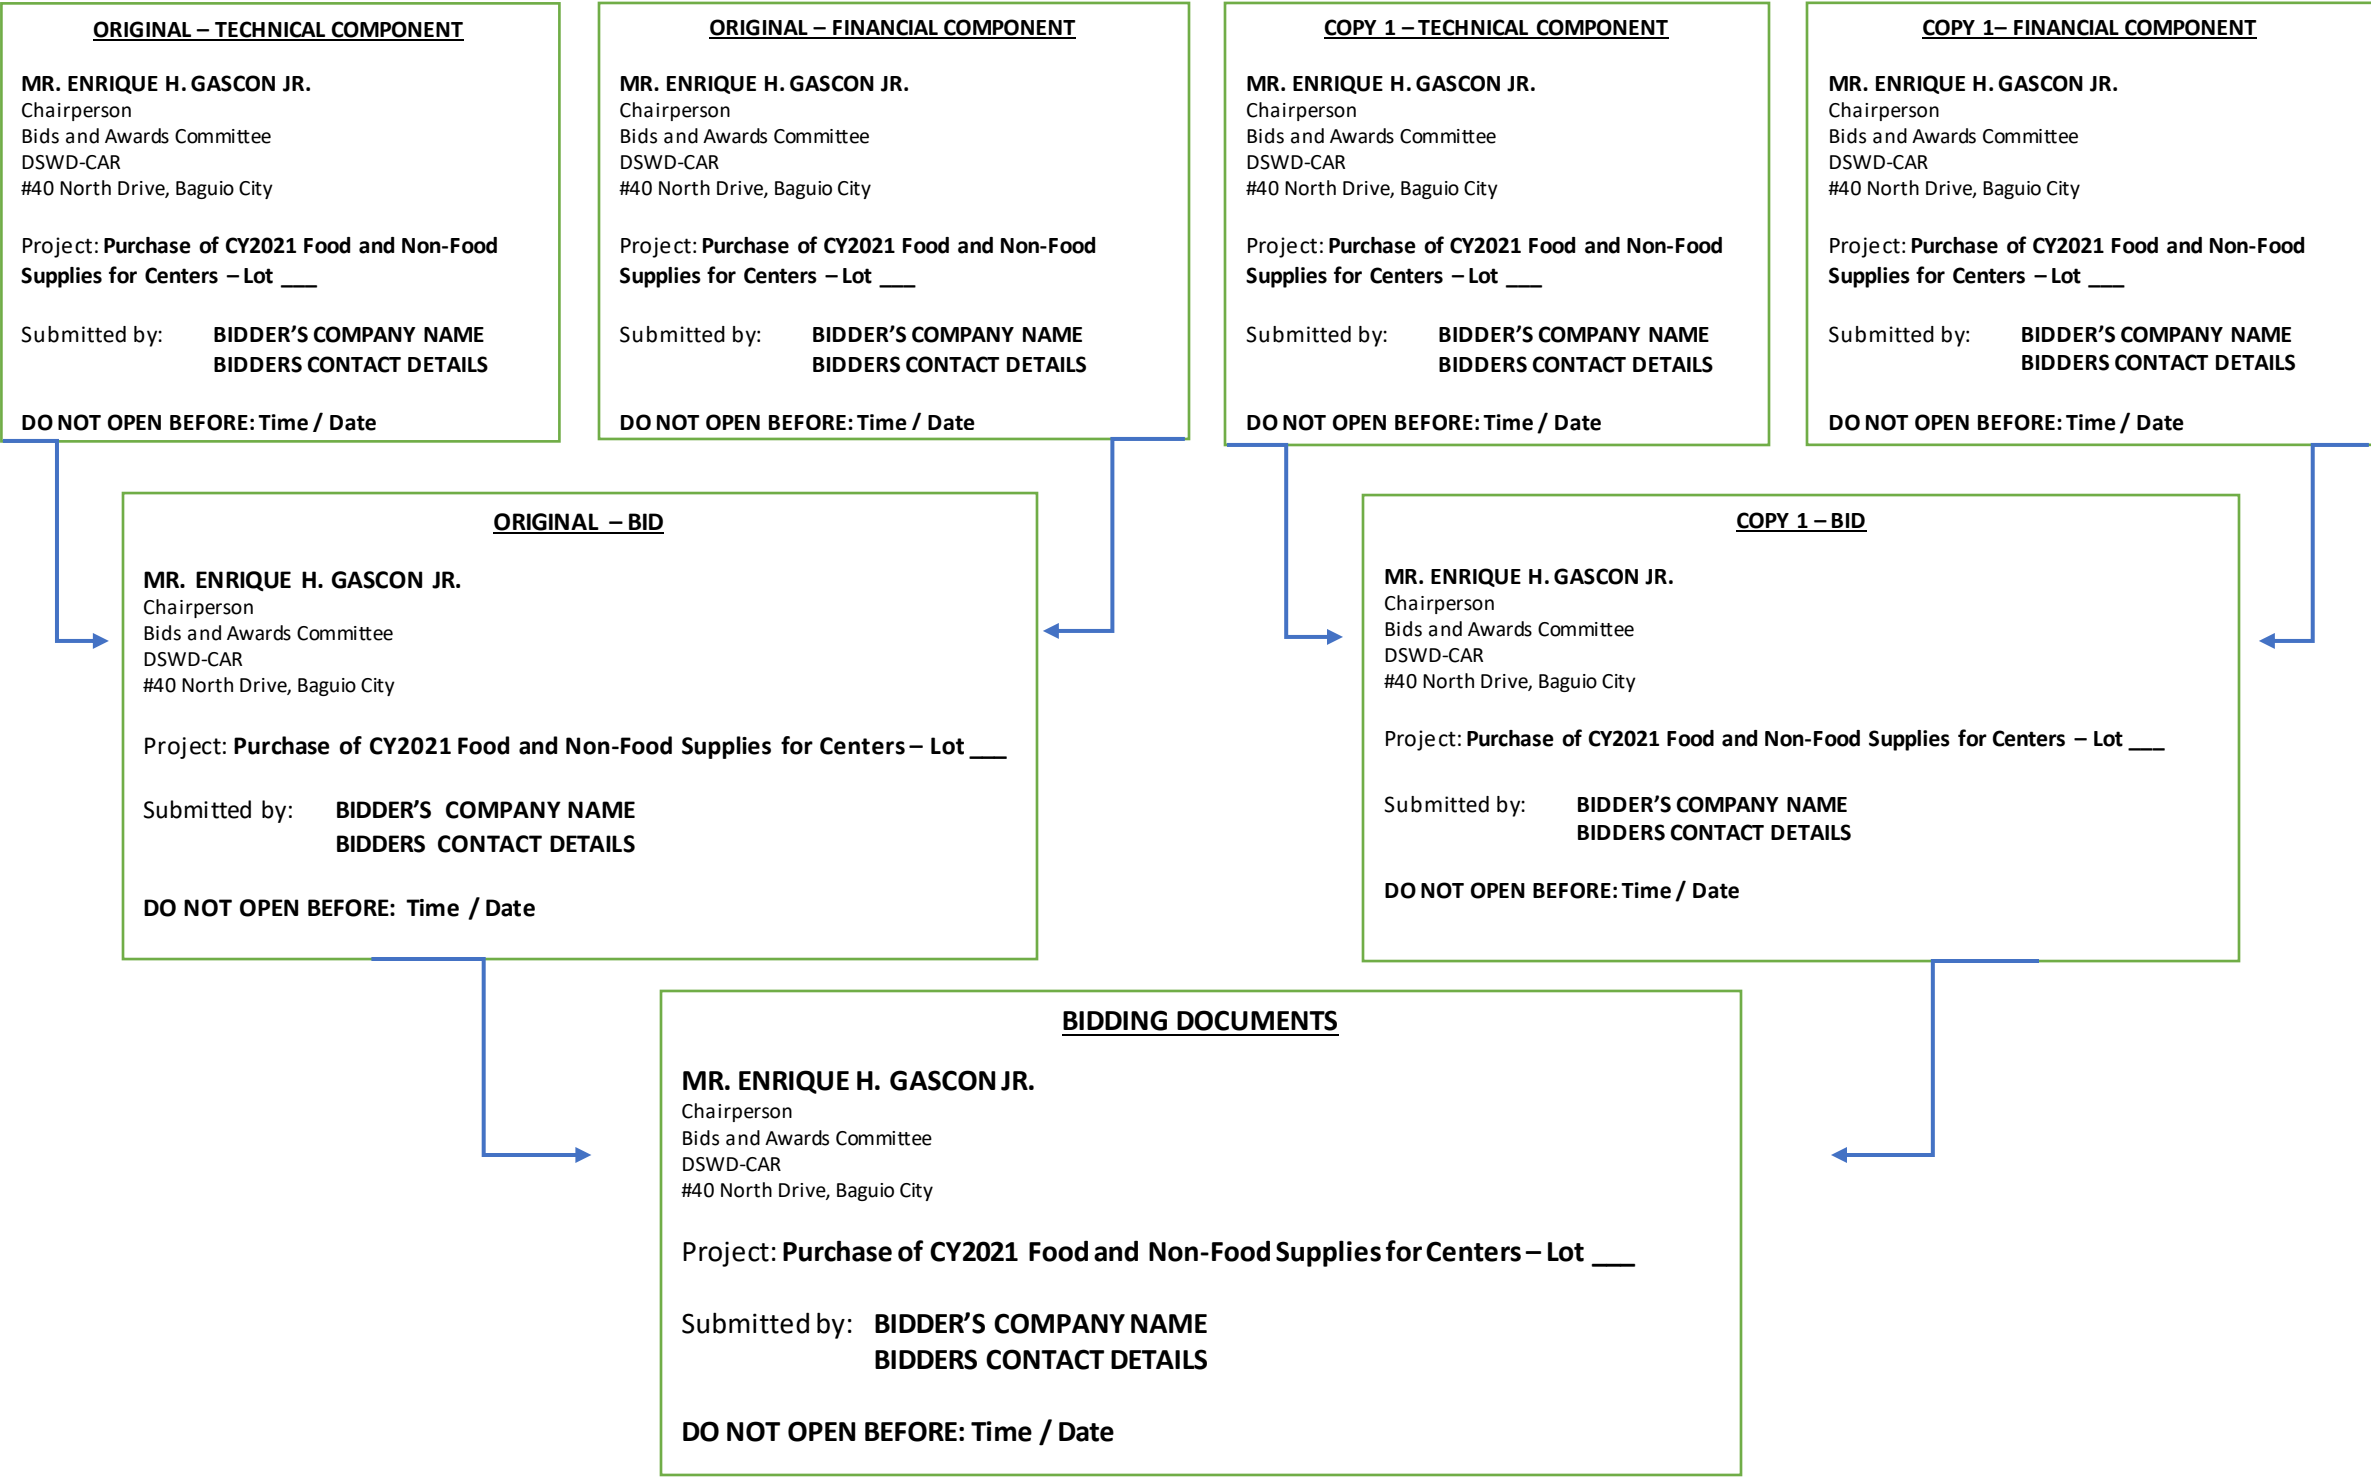 ORIGINAL – TECHNICAL COMPONENT
MR. ENRIQUE H. GASCON JR.
Chairperson
Bids and Awards Committee
DSWD-CAR
#40 North Drive, Baguio City
Project: Purchase of CY2021 Food and Non-Food
Supplies for Centers – Lot ___
Submitted by: BIDDER’S COMPANY NAME
BIDDERS CONTACT DETAILS
DO NOT OPEN BEFORE: Time / Date
ORIGINAL – FINANCIAL COMPONENT
MR. ENRIQUE H. GASCON JR.
Chairperson
Bids and Awards Committee
DSWD-CAR
#40 North Drive, Baguio City
Project: Purchase of CY2021 Food and Non-Food
Supplies for Centers – Lot ___
Submitted by: BIDDER’S COMPANY NAME
BIDDERS CONTACT DETAILS
DO NOT OPEN BEFORE: Time / Date
COPY 1 – TECHNICAL COMPONENT
MR. ENRIQUE H. GASCON JR.
Chairperson
Bids and Awards Committee
DSWD-CAR
#40 North Drive, Baguio City
Project: Purchase of CY2021 Food and Non-Food
Supplies for Centers – Lot ___
Submitted by: BIDDER’S COMPANY NAME
BIDDERS CONTACT DETAILS
DO NOT OPEN BEFORE: Time / Date
COPY 1– FINANCIAL COMPONENT
MR. ENRIQUE H. GASCON JR.
Chairperson
Bids and Awards Committee
DSWD-CAR
#40 North Drive, Baguio City
Project: Purchase of CY2021 Food and Non-Food
Supplies for Centers – Lot ___
Submitted by: BIDDER’S COMPANY NAME
BIDDERS CONTACT DETAILS
DO NOT OPEN BEFORE: Time / Date
ORIGINAL – BID
MR. ENRIQUE H. GASCON JR.
Chairperson
Bids and Awards Committee
DSWD-CAR
#40 North Drive, Baguio City
Project: Purchase of CY2021 Food and Non-Food Supplies for Centers – Lot ___
Submitted by: BIDDER’S COMPANY NAME
BIDDERS CONTACT DETAILS
DO NOT OPEN BEFORE: Time / Date
COPY 1 – BID
MR. ENRIQUE H. GASCON JR.
Chairperson
Bids and Awards Committee
DSWD-CAR
#40 North Drive, Baguio City
Project: Purchase of CY2021 Food and Non-Food Supplies for Centers – Lot ___
Submitted by: BIDDER’S COMPANY NAME
BIDDERS CONTACT DETAILS
DO NOT OPEN BEFORE: Time / Date
BIDDING DOCUMENTS
MR. ENRIQUE H. GASCON JR.
Chairperson
Bids and Awards Committee
DSWD-CAR
#40 North Drive, Baguio City
Project: Purchase of CY2021 Food and Non-Food Supplies for Centers – Lot ___
Submitted by: BIDDER’S COMPANY NAME
BIDDERS CONTACT DETAILS
DO NOT OPEN BEFORE: Time / Date